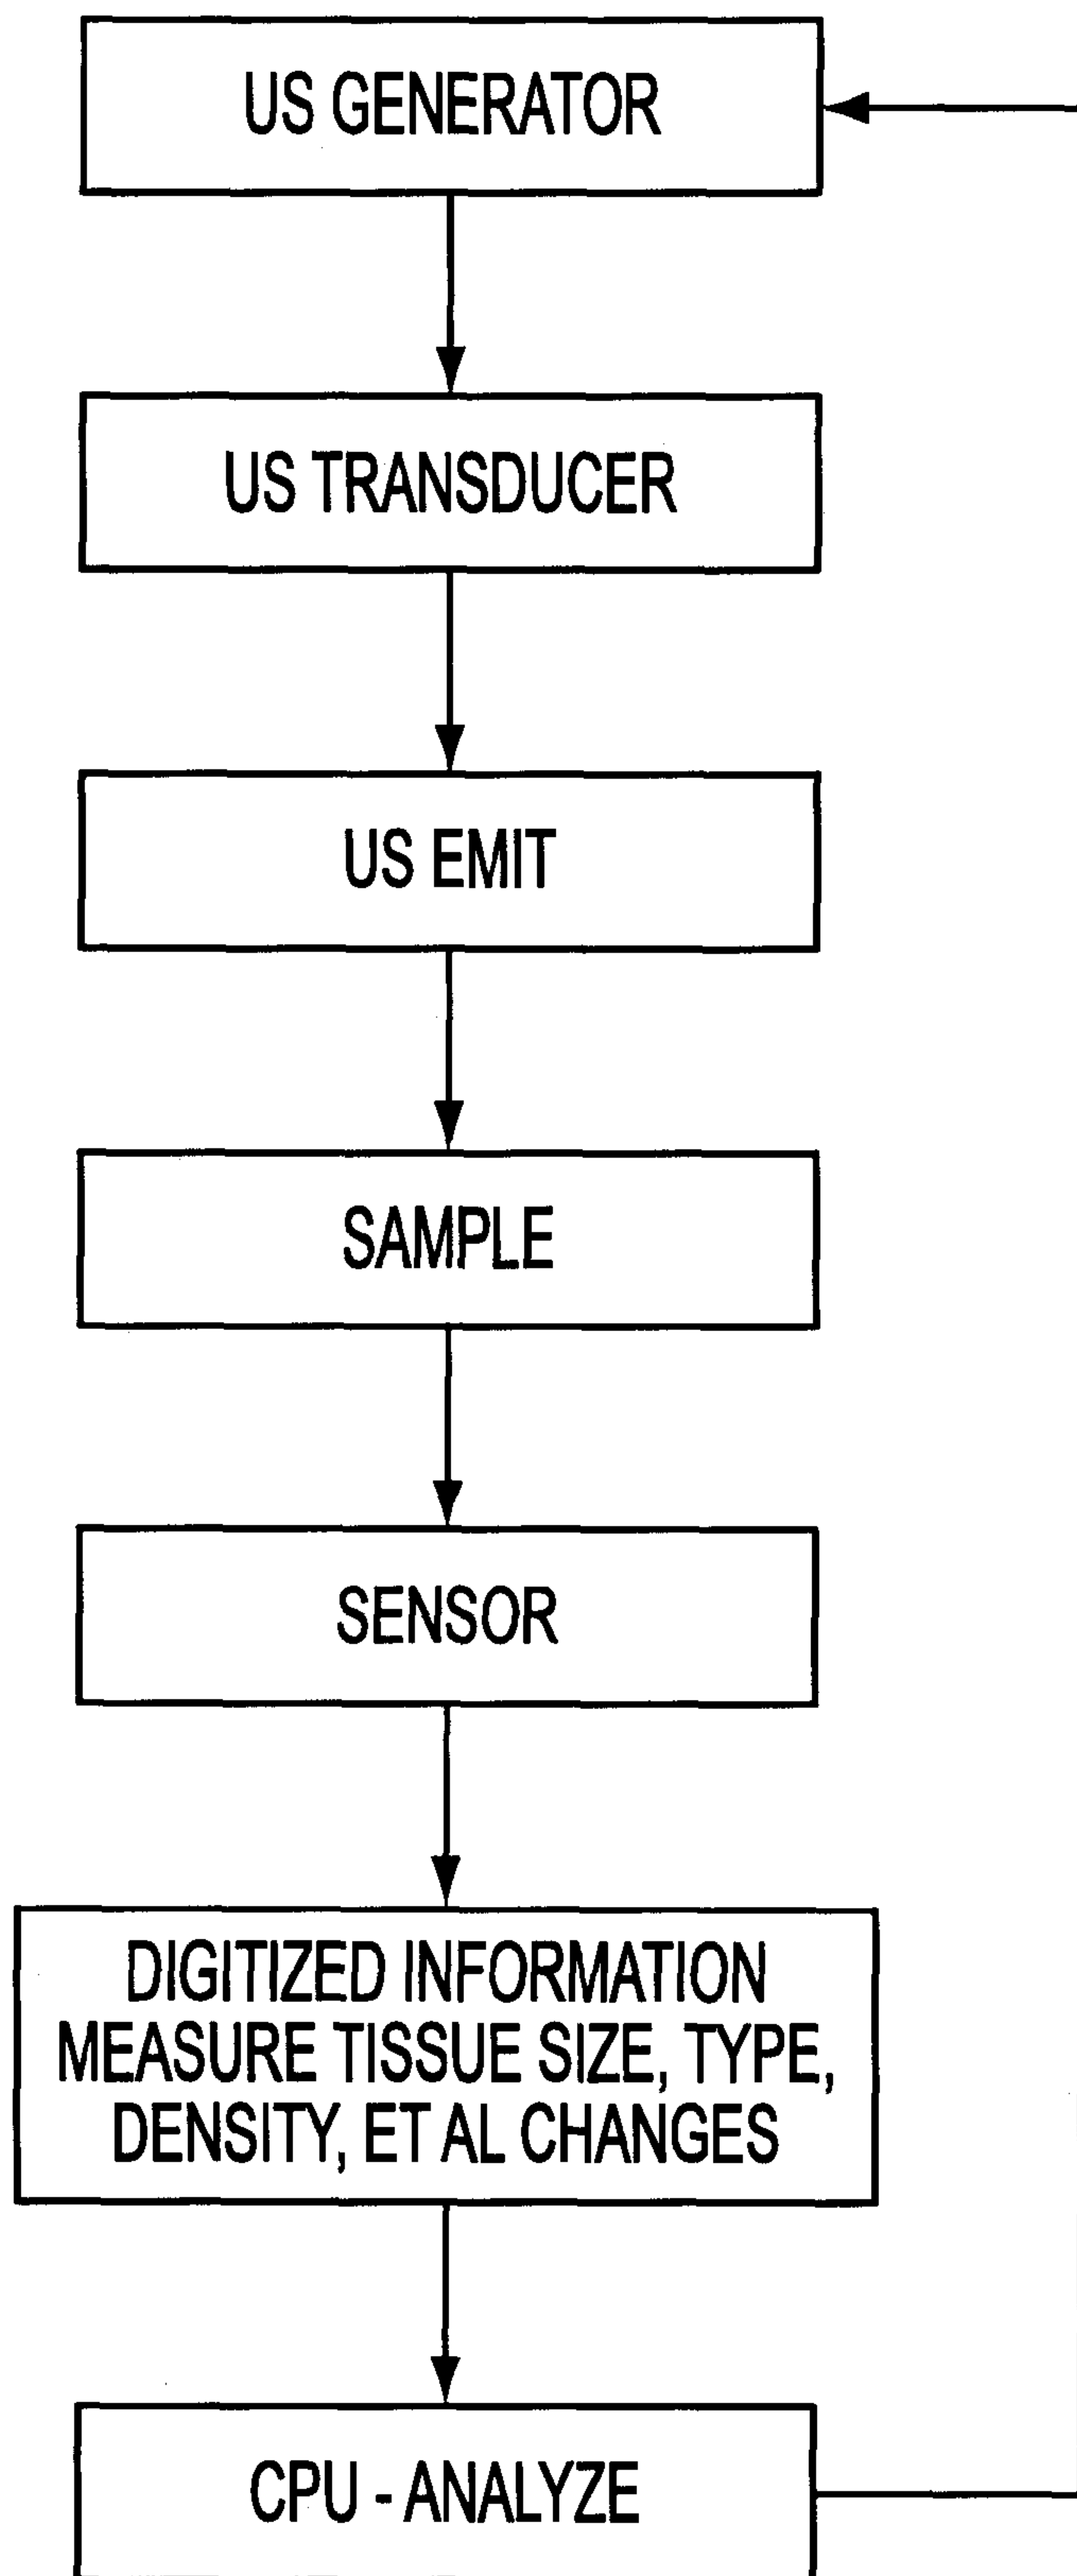 US GENERATOR
US TRANSDUCER
US EMIT
SAMPLE
SENSOR
DIGITIZED INFORMATION
MEASURE TISSUE SIZE, TYPE,
DENSITY, ET AL CHANGES
CPU - ANALYZE